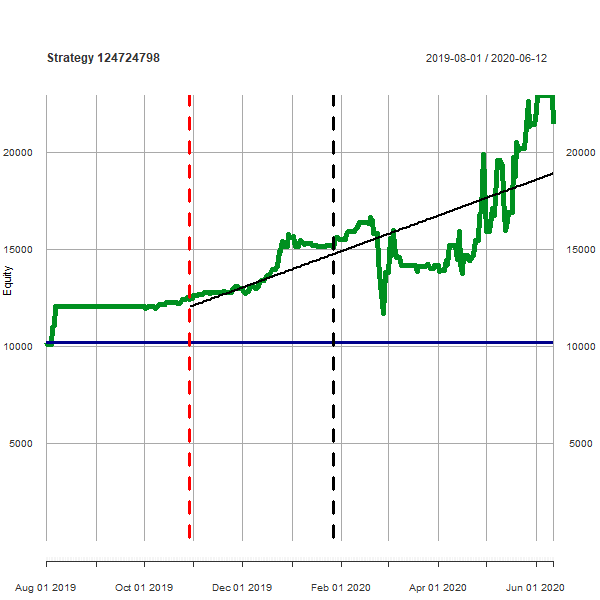 Strategy 124724798
2019-08-01 / 2020-06-12
20000
20000
15000
15000
Equity
10000
10000
5000
5000
Aug 01 2019
Oct 01 2019
Dec 01 2019
Feb 01 2020
Apr 01 2020
Jun 01 2020